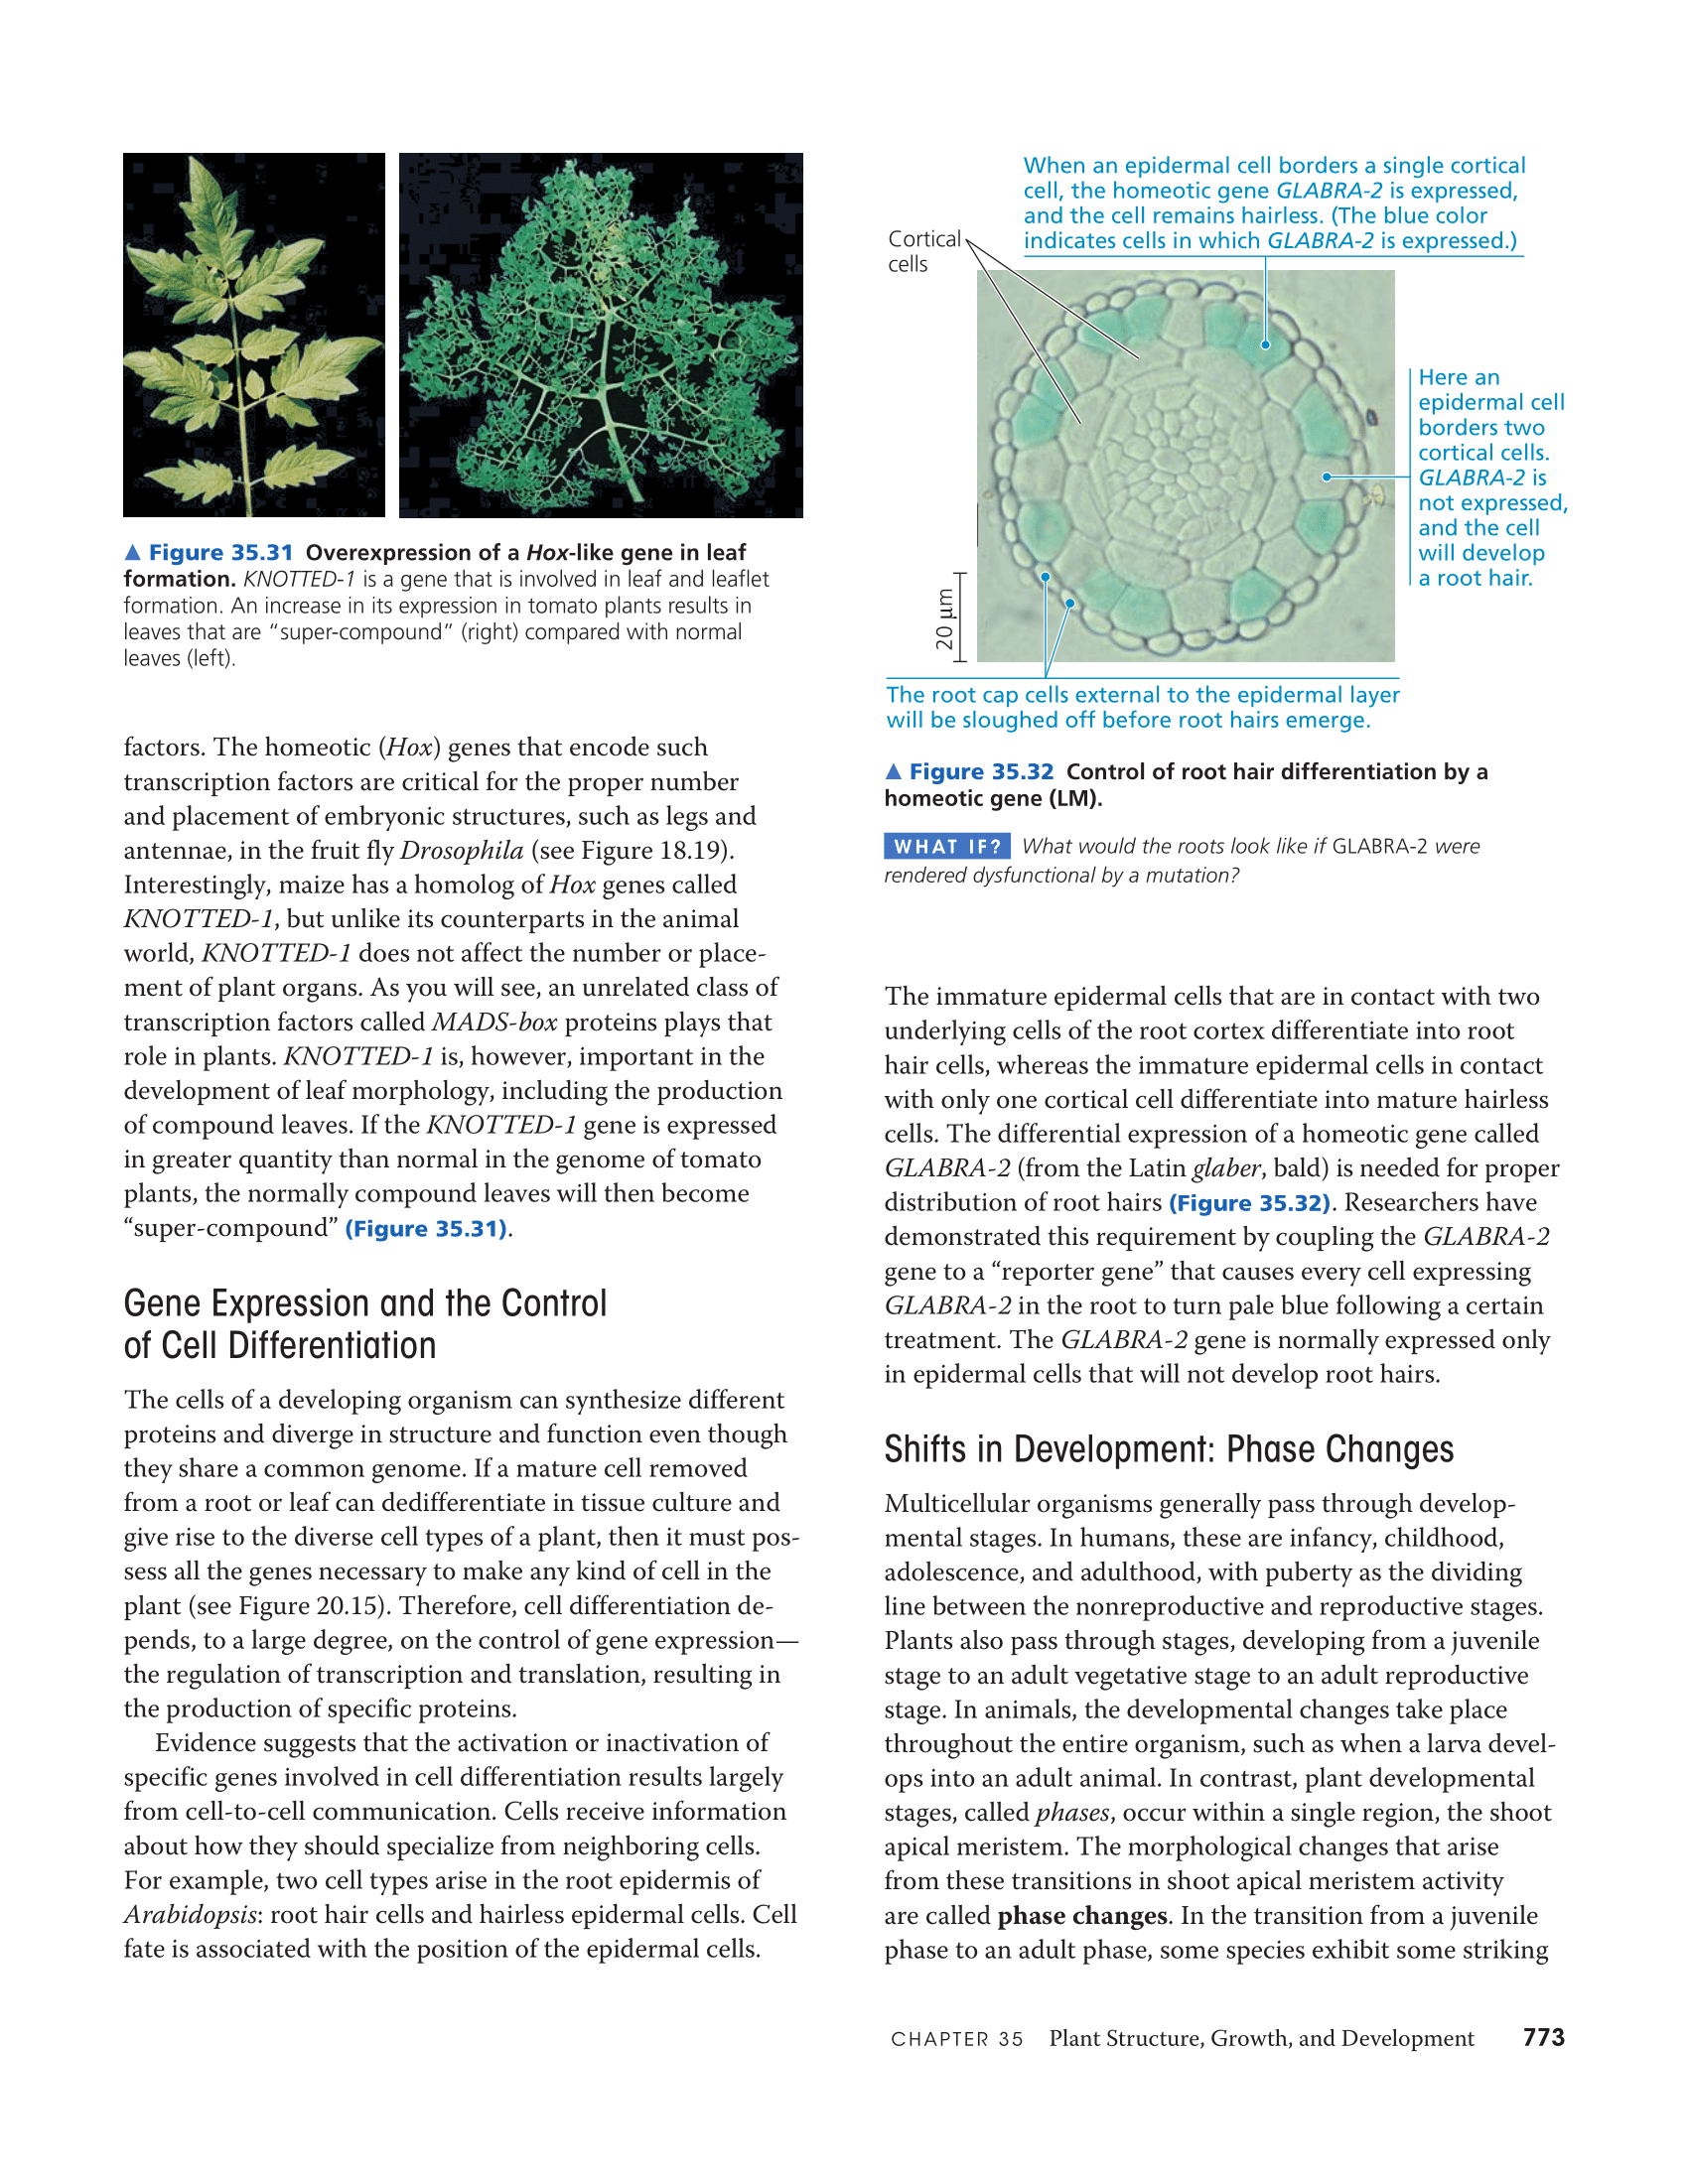 ▲ Figure 35.31 Overexpression of a Hox-like gene in leaf
formation. KNOTTED-1 is a gene that is involved in leaf and leaflet
formation. An increase in its expression in tomato plants results in
leaves that are “super-compound” (right) compared with normal
leaves (left).
factors. The homeotic (Hox) genes that encode such
transcription factors are critical for the proper number
and placement of embryonic structures, such as legs and
antennae, in the fruit fly Drosophila (see Figure 18.19).
Interestingly, maize has a homolog of Hox genes called
KNOTTED-1, but unlike its counterparts in the animal
world, KNOTTED-1 does not affect the number or place-
ment of plant organs. As you will see, an unrelated class of
transcription factors called MADS-box proteins plays that
role in plants. KNOTTED-1 is, however, important in the
development of leaf morphology, including the production
of compound leaves. If the KNOTTED-1 gene is expressed
in greater quantity than normal in the genome of tomato
plants, the normally compound leaves will then become
“super-compound” (Figure 35.31).
Gene Expression and the Control
of Cell Differentiation
The cells of a developing organism can synthesize different
proteins and diverge in structure and function even though
they share a common genome. If a mature cell removed
from a root or leaf can dedifferentiate in tissue culture and
give rise to the diverse cell types of a plant, then it must pos-
sess all the genes necessary to make any kind of cell in the
plant (see Figure 20.15). Therefore, cell differentiation de-
pends, to a large degree, on the control of gene expression—
the regulation of transcription and translation, resulting in
the production of specific proteins.
Evidence suggests that the activation or inactivation of
specific genes involved in cell differentiation results largely
from cell-to-cell communication. Cells receive information
about how they should specialize from neighboring cells.
For example, two cell types arise in the root epidermis of
Arabidopsis: root hair cells and hairless epidermal cells. Cell
fate is associated with the position of the epidermal cells.
When an epidermal cell borders a single cortical
cell, the homeotic gene GLABRA-2 is expressed,
and the cell remains hairless. (The blue color
indicates cells in which GLABRA-2 is expressed.)
Cortical
cells
Here an
epidermal cell
borders two
cortical cells.
GLABRA-2 is
not expressed,
and the cell
will develop
a root hair.
20 μm
The root cap cells external to the epidermal layer
will be sloughed off before root hairs emerge.
▲ Figure 35.32 Control of root hair differentiation by a
homeotic gene (LM).
WHAT IF? What would the roots look like if GLABRA-2 were
rendered dysfunctional by a mutation?
The immature epidermal cells that are in contact with two
underlying cells of the root cortex differentiate into root
hair cells, whereas the immature epidermal cells in contact
with only one cortical cell differentiate into mature hairless
cells. The differential expression of a homeotic gene called
GLABRA-2 (from the Latin glaber, bald) is needed for proper
distribution of root hairs (Figure 35.32). Researchers have
demonstrated this requirement by coupling the GLABRA-2
gene to a “reporter gene” that causes every cell expressing
GLABRA-2 in the root to turn pale blue following a certain
treatment. The GLABRA-2 gene is normally expressed only
in epidermal cells that will not develop root hairs.
Shifts in Development: Phase Changes
Multicellular organisms generally pass through develop-
mental stages. In humans, these are infancy, childhood,
adolescence, and adulthood, with puberty as the dividing
line between the nonreproductive and reproductive stages.
Plants also pass through stages, developing from a juvenile
stage to an adult vegetative stage to an adult reproductive
stage. In animals, the developmental changes take place
throughout the entire organism, such as when a larva devel-
ops into an adult animal. In contrast, plant developmental
stages, called phases, occur within a single region, the shoot
apical meristem. The morphological changes that arise
from these transitions in shoot apical meristem activity
are called phase changes. In the transition from a juvenile
phase to an adult phase, some species exhibit some striking
CHAPTER 35 Plant Structure, Growth, and Development 773